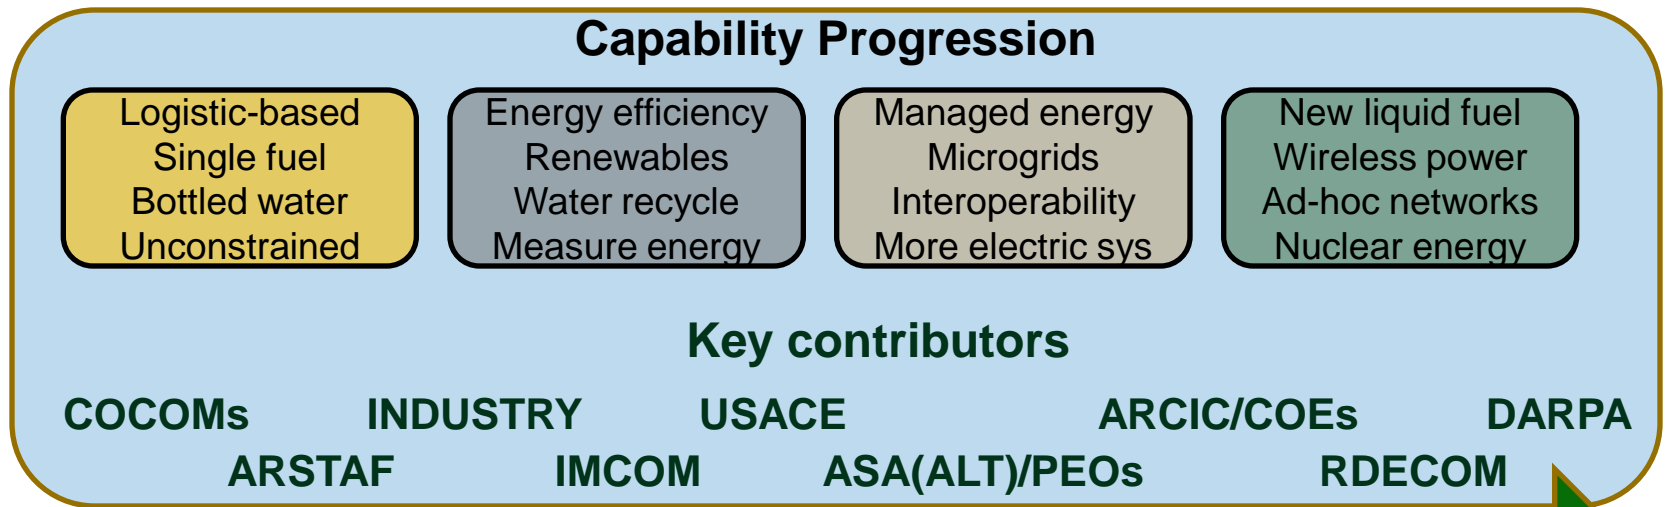 Capability Progression
Logistic-based
Single fuel
Bottled water
Unconstrained
Energy efficiency
Renewables
Water recycle
Measure energy
Managed energy
Microgrids
Interoperability
More electric sys
New liquid fuel
Wireless power
Ad-hoc networks
Nuclear energy
Key contributors
COCOMs INDUSTRY USACE ARCIC/COEs DARPA
ARSTAF IMCOM ASA(ALT)/PEOs RDECOM